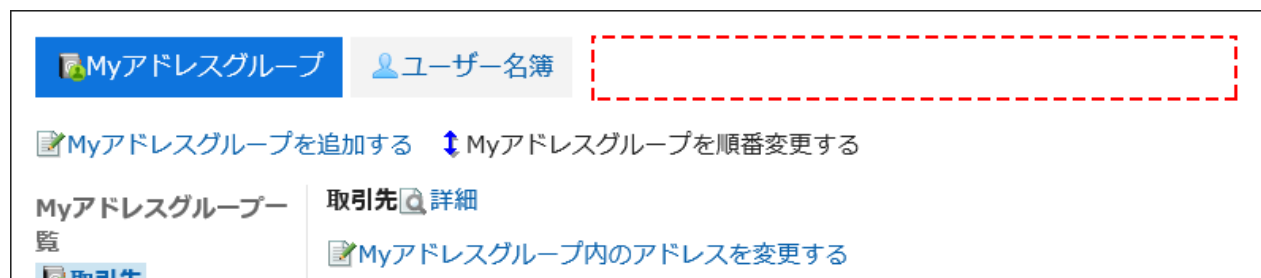 Myアドレスグループ ユーザー名簿
Myアドレスグループを追加する Myアドレスグループを順番変更する
Myアドレスグループ一
覧
取引先
取引先 詳細
Myアドレスグループ内のアドレスを変更する